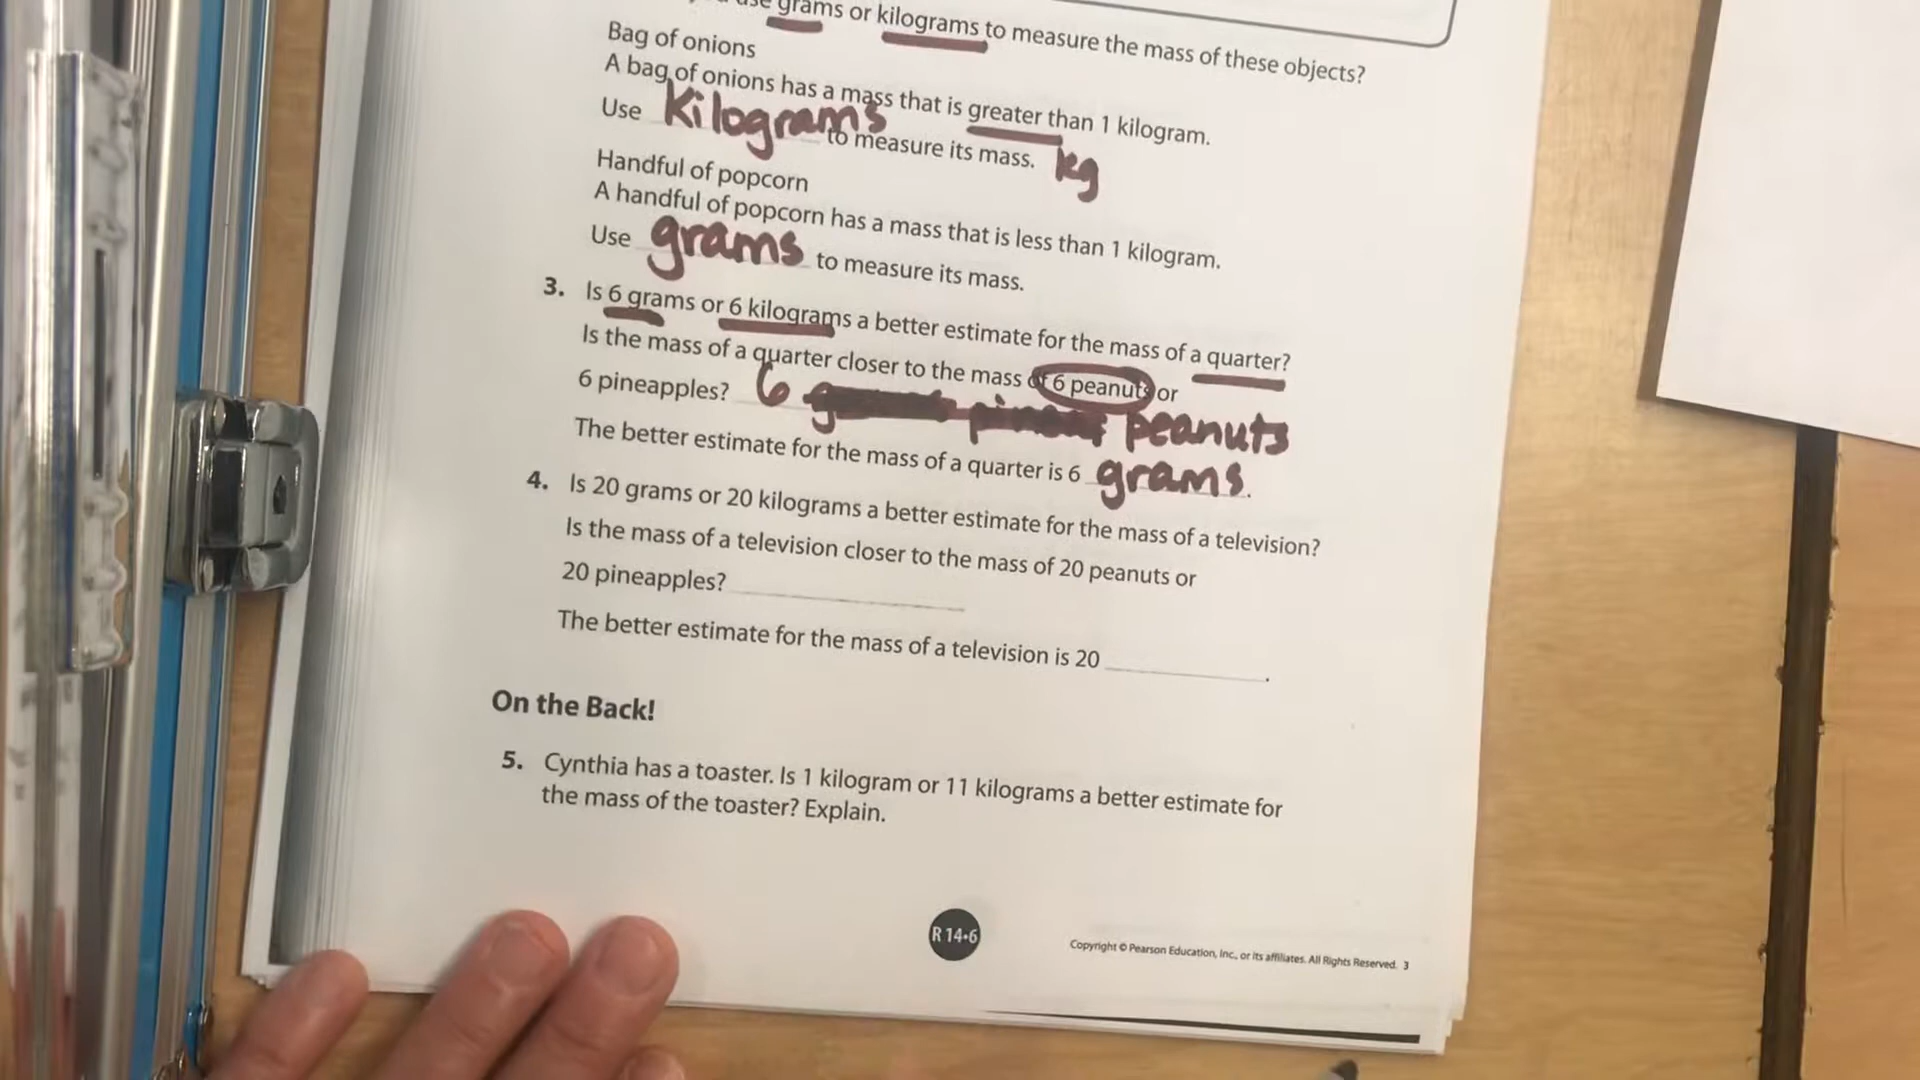 grams or kilograms to measure the mass of these objects?
Bag of onions
A bag of onions has a mass that is greater than 1 kilogram.
Use Kilograms to measure its mass. kg
Handful of popcorn
A handful of popcorn has a mass that is less than 1 kilogram.
Use grams to measure its mass.
3. Is 6 grams or 6 kilograms a better estimate for the mass of a quarter?
Is the mass of a quarter closer to the mass of 6 peanuts or
6 pineapples? 6 peanuts
The better estimate for the mass of a quarter is 6 grams.
4. Is 20 grams or 20 kilograms a better estimate for the mass of a television?
Is the mass of a television closer to the mass of 20 peanuts or
20 pineapples?
The better estimate for the mass of a television is 20 .
On the Back!
5. Cynthia has a toaster. Is 1 kilogram or 11 kilograms a better estimate for
the mass of the toaster? Explain.
R 14•6
Copyright © Pearson Education, Inc., or its affiliates. All Rights Reserved. 3